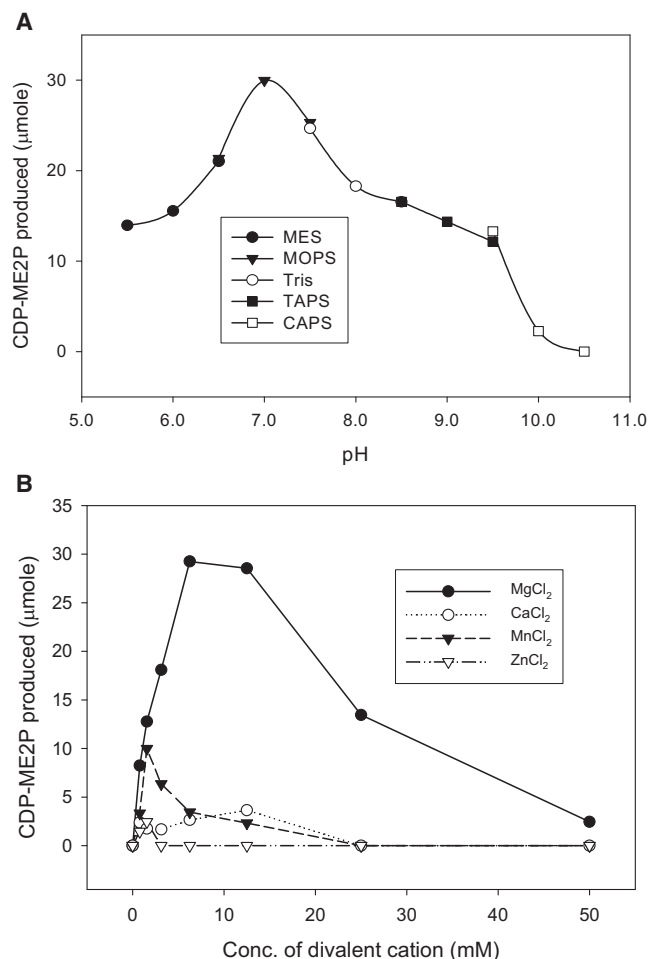 A
CDP-ME2P produced (μmole)
30
20
10
0
MES
MOPS
Tris
TAPS
CAPS
5.0 6.0 7.0 8.0 9.0 10.0 11.0
pH
B
CDP-ME2P produced (μmole)
35
30
25
20
15
10
5
0
MgCl2
CaCl2
MnCl2
ZnCl2
0 10 20 30 40 50
Conc. of divalent cation (mM)